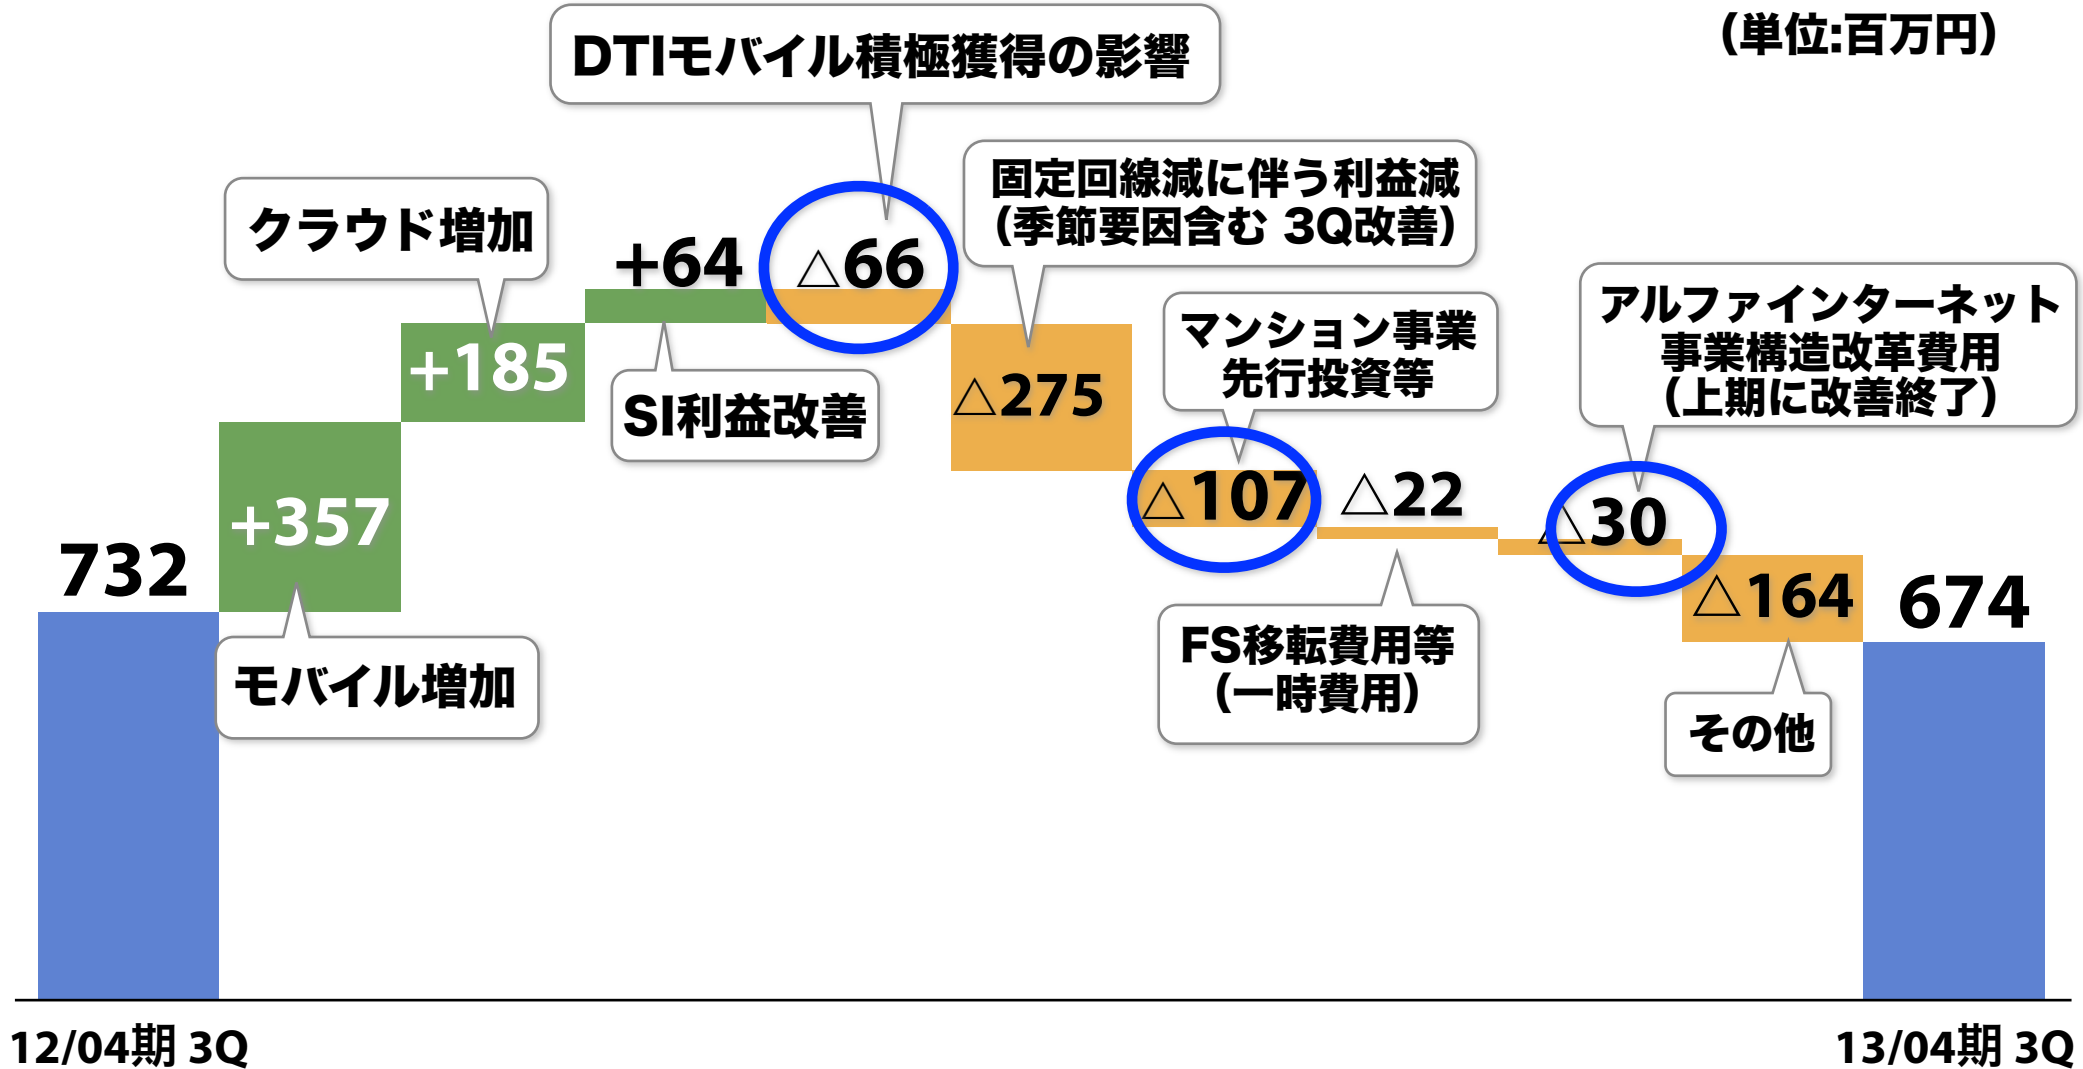 (単位:百万円)
DTIモバイル積極獲得の影響
固定回線減に伴う利益減
(季節要因含む 3Q改善)
クラウド増加
+64
△66
アルファインターネット
事業構造改革費用
(上期に改善終了)
マンション事業
先行投資等
+185
△275
SI利益改善
+357
△107
△22
△30
732
△164
674
FS移転費用等
(一時費用)
モバイル増加
その他
12/04期 3Q
13/04期 3Q